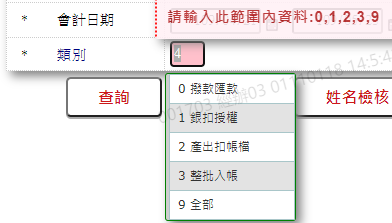 * 會計日期
請輸入此範圍內資料:0,1,2,3,9
* 類別
4
查詢
姓名檢核
0 撥款匯款
1 銀扣授權
2 產出扣帳檔
3 整批入帳
9 全部